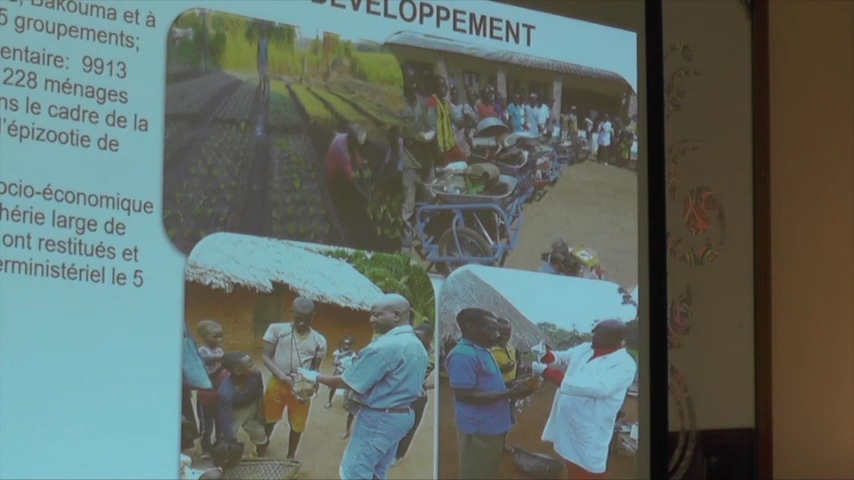 DÉVELOPPEMENT
Bakouma et à
5 groupements;
entaire: 9913
228 ménages
ns le cadre de la
l'épizootie de
ocio-économique
hérie large de
ont restitués et
erministériel le 5